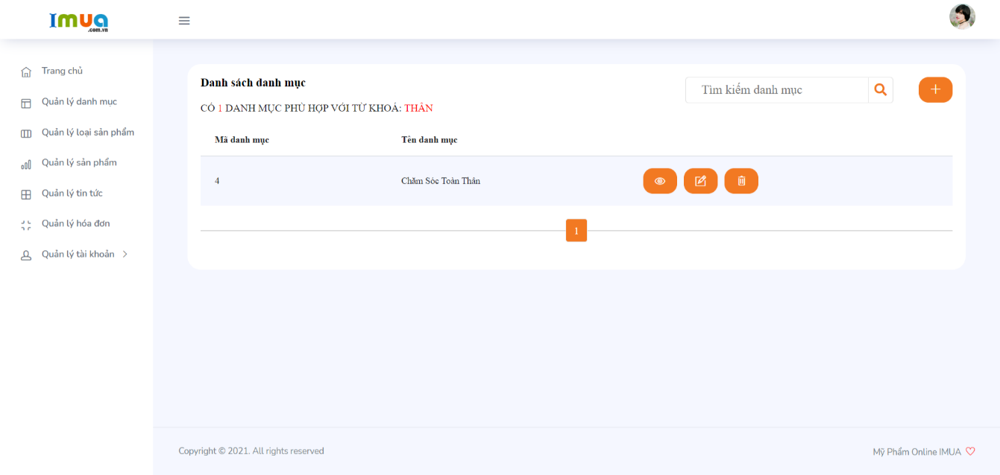 Imua
.com.vn
Trang chủ
Quản lý danh mục
Quản lý loại sản phẩm
Quản lý sản phẩm
Quản lý tin tức
Quản lý hóa đơn
Quản lý tài khoản
Danh sách danh mục
Tìm kiếm danh mục
CÓ 1 DANH MỤC PHÙ HỢP VỚI TỪ KHOÁ: THÂN
Mã danh mục Tên danh mục
4 Chăm Sóc Toàn Thân
1
Copyright © 2021. All rights reserved
Mỹ Phẩm Online IMUA